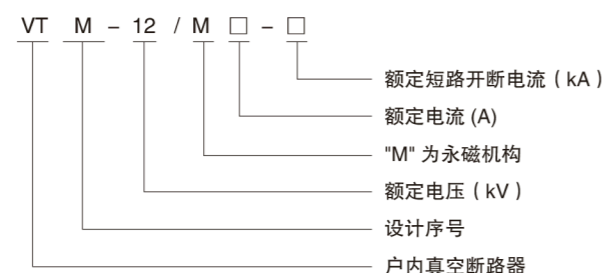 VT M – 12 / M □ – □
额定短路开断电流（kA）
额定电流 (A)
"M" 为永磁机构
额定电压（kV）
设计序号
户内真空断路器